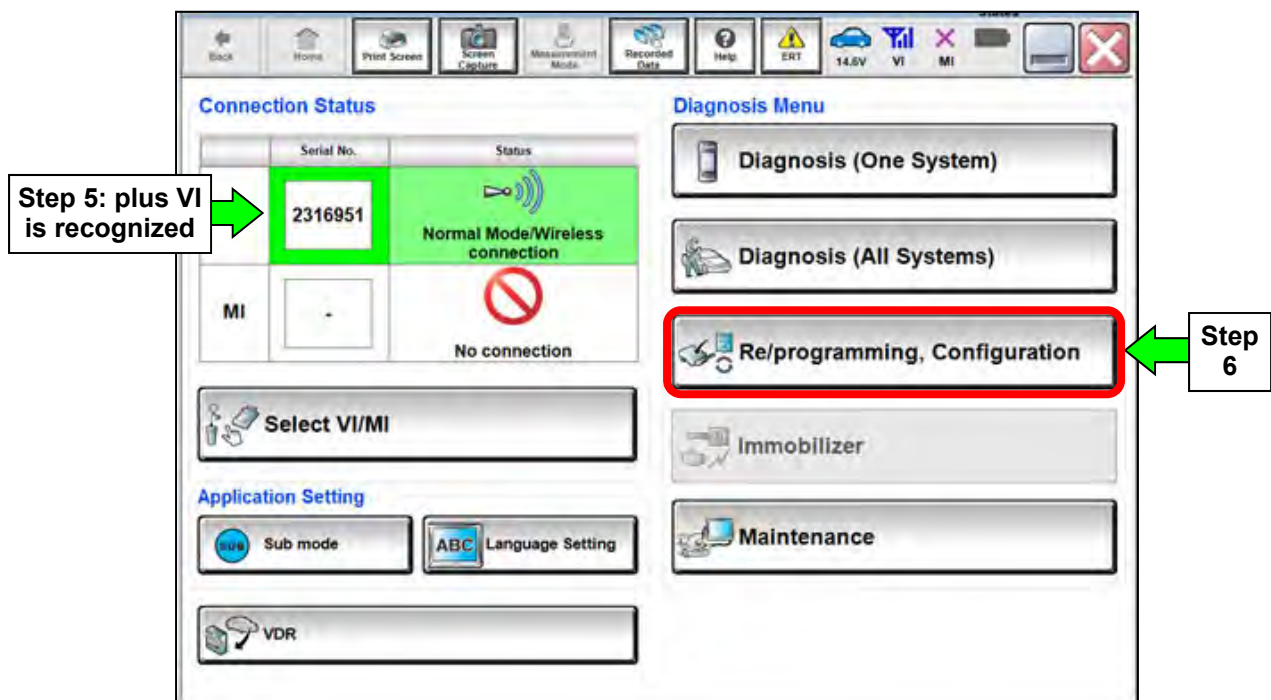 States
Back
Home
Print Screen
Screen
Capture
Measurement
Mode
Recorded
Data
Help
ERT
14.6V
VI
MI
Connection Status
Serial No.
Status
2316951
Normal Mode/Wireless
connection
MI
-
No connection
Step 5: plus VI
is recognized
Select VI/MI
Application Setting
SUB
Sub mode
ABC
Language Setting
VDR
Diagnosis Menu
Diagnosis (One System)
Diagnosis (All Systems)
Re/programming, Configuration
Step
6
Immobilizer
Maintenance